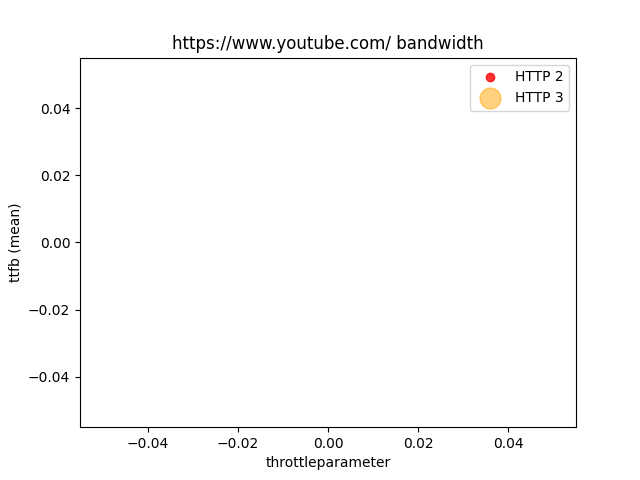 https://www.youtube.com/ bandwidth
HTTP 2
HTTP 3
0.04
0.02
0.00
−0.02
−0.04
ttfb (mean)
−0.04
−0.02
0.00
0.02
0.04
throttleparameter